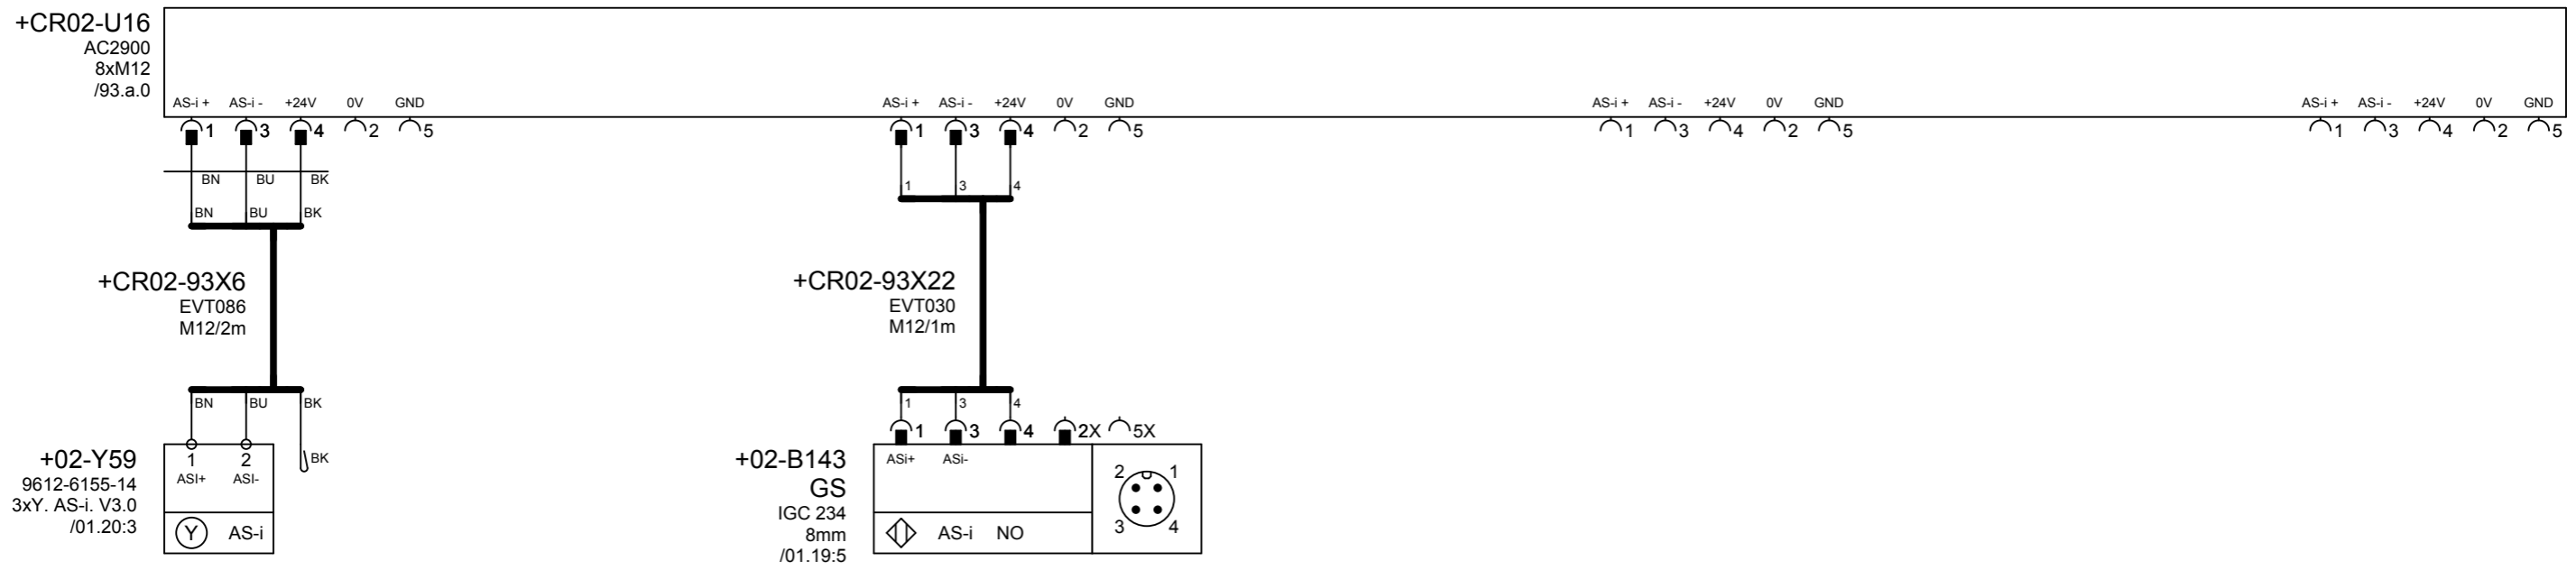 +CR02-U16
AC2900
8xM12
/93.a.0
AS-i + AS-i - +24V 0V GND
1 3 4 2 5
AS-i + AS-i - +24V 0V GND
1 3 4 2 5
AS-i + AS-i - +24V 0V GND
1 3 4 2 5
AS-i + AS-i - +24V 0V GND
1 3 4 2 5
BN BU BK
BN BU BK
+CR02-93X6
EVT086
M12/2m
BN BU BK
BK
+02-Y59
9612-6155-14
3xY. AS-i. V3.0
/01.20:3
1 2
ASI+ ASI-
Y AS-i
1 3 4
+CR02-93X22
EVT030
M12/1m
1 3 4
1 3 4 2X 5X
+02-B143
GS
IGC 234
8mm
/01.19:5
ASi+ ASi-
AS-i NO
2 1
3 4